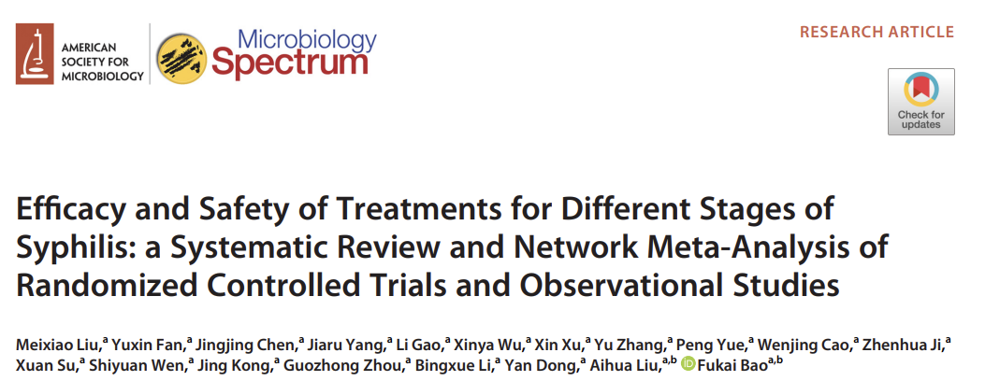 AMERICAN
SOCIETY FOR
MICROBIOLOGY
Microbiology
Spectrum
RESEARCH ARTICLE
Check for
updates
Efficacy and Safety of Treatments for Different Stages of
Syphilis: a Systematic Review and Network Meta-Analysis of
Randomized Controlled Trials and Observational Studies
Meixiao Liu,a Yuxin Fan,a Jingjing Chen,a Jiaru Yang,a Li Gao,a Xinya Wu,a Xin Xu,a Yu Zhang,a Peng Yue,a Wenjing Cao,a Zhenhua Ji,a
Xuan Su,a Shiyuan Wen,a Jing Kong,a Guozhong Zhou,a Bingxue Li,a Yan Dong,a Aihua Liu,a,b iD Fukai Baoa,b